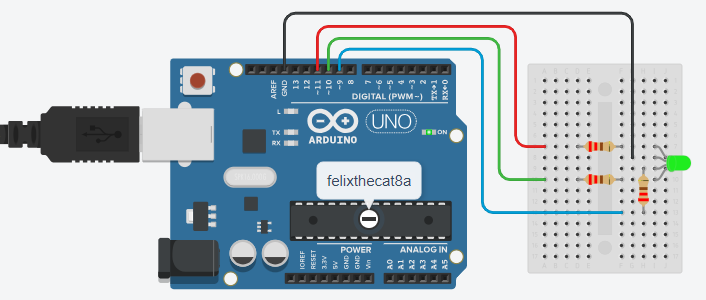 AREF
GND
13
12
~11
~10
~9
8
7
~6
~5
4
~3
2
TX→1
RX←0
DIGITAL (PWM~)
L
TX
RX
ARDUINO
UNO
ON
felixthecat8a
POWER
ANALOG IN
IOREF
RESET
3.3V
5V
GND
GND
Vin
A0
A1
A2
A3
A4
A5